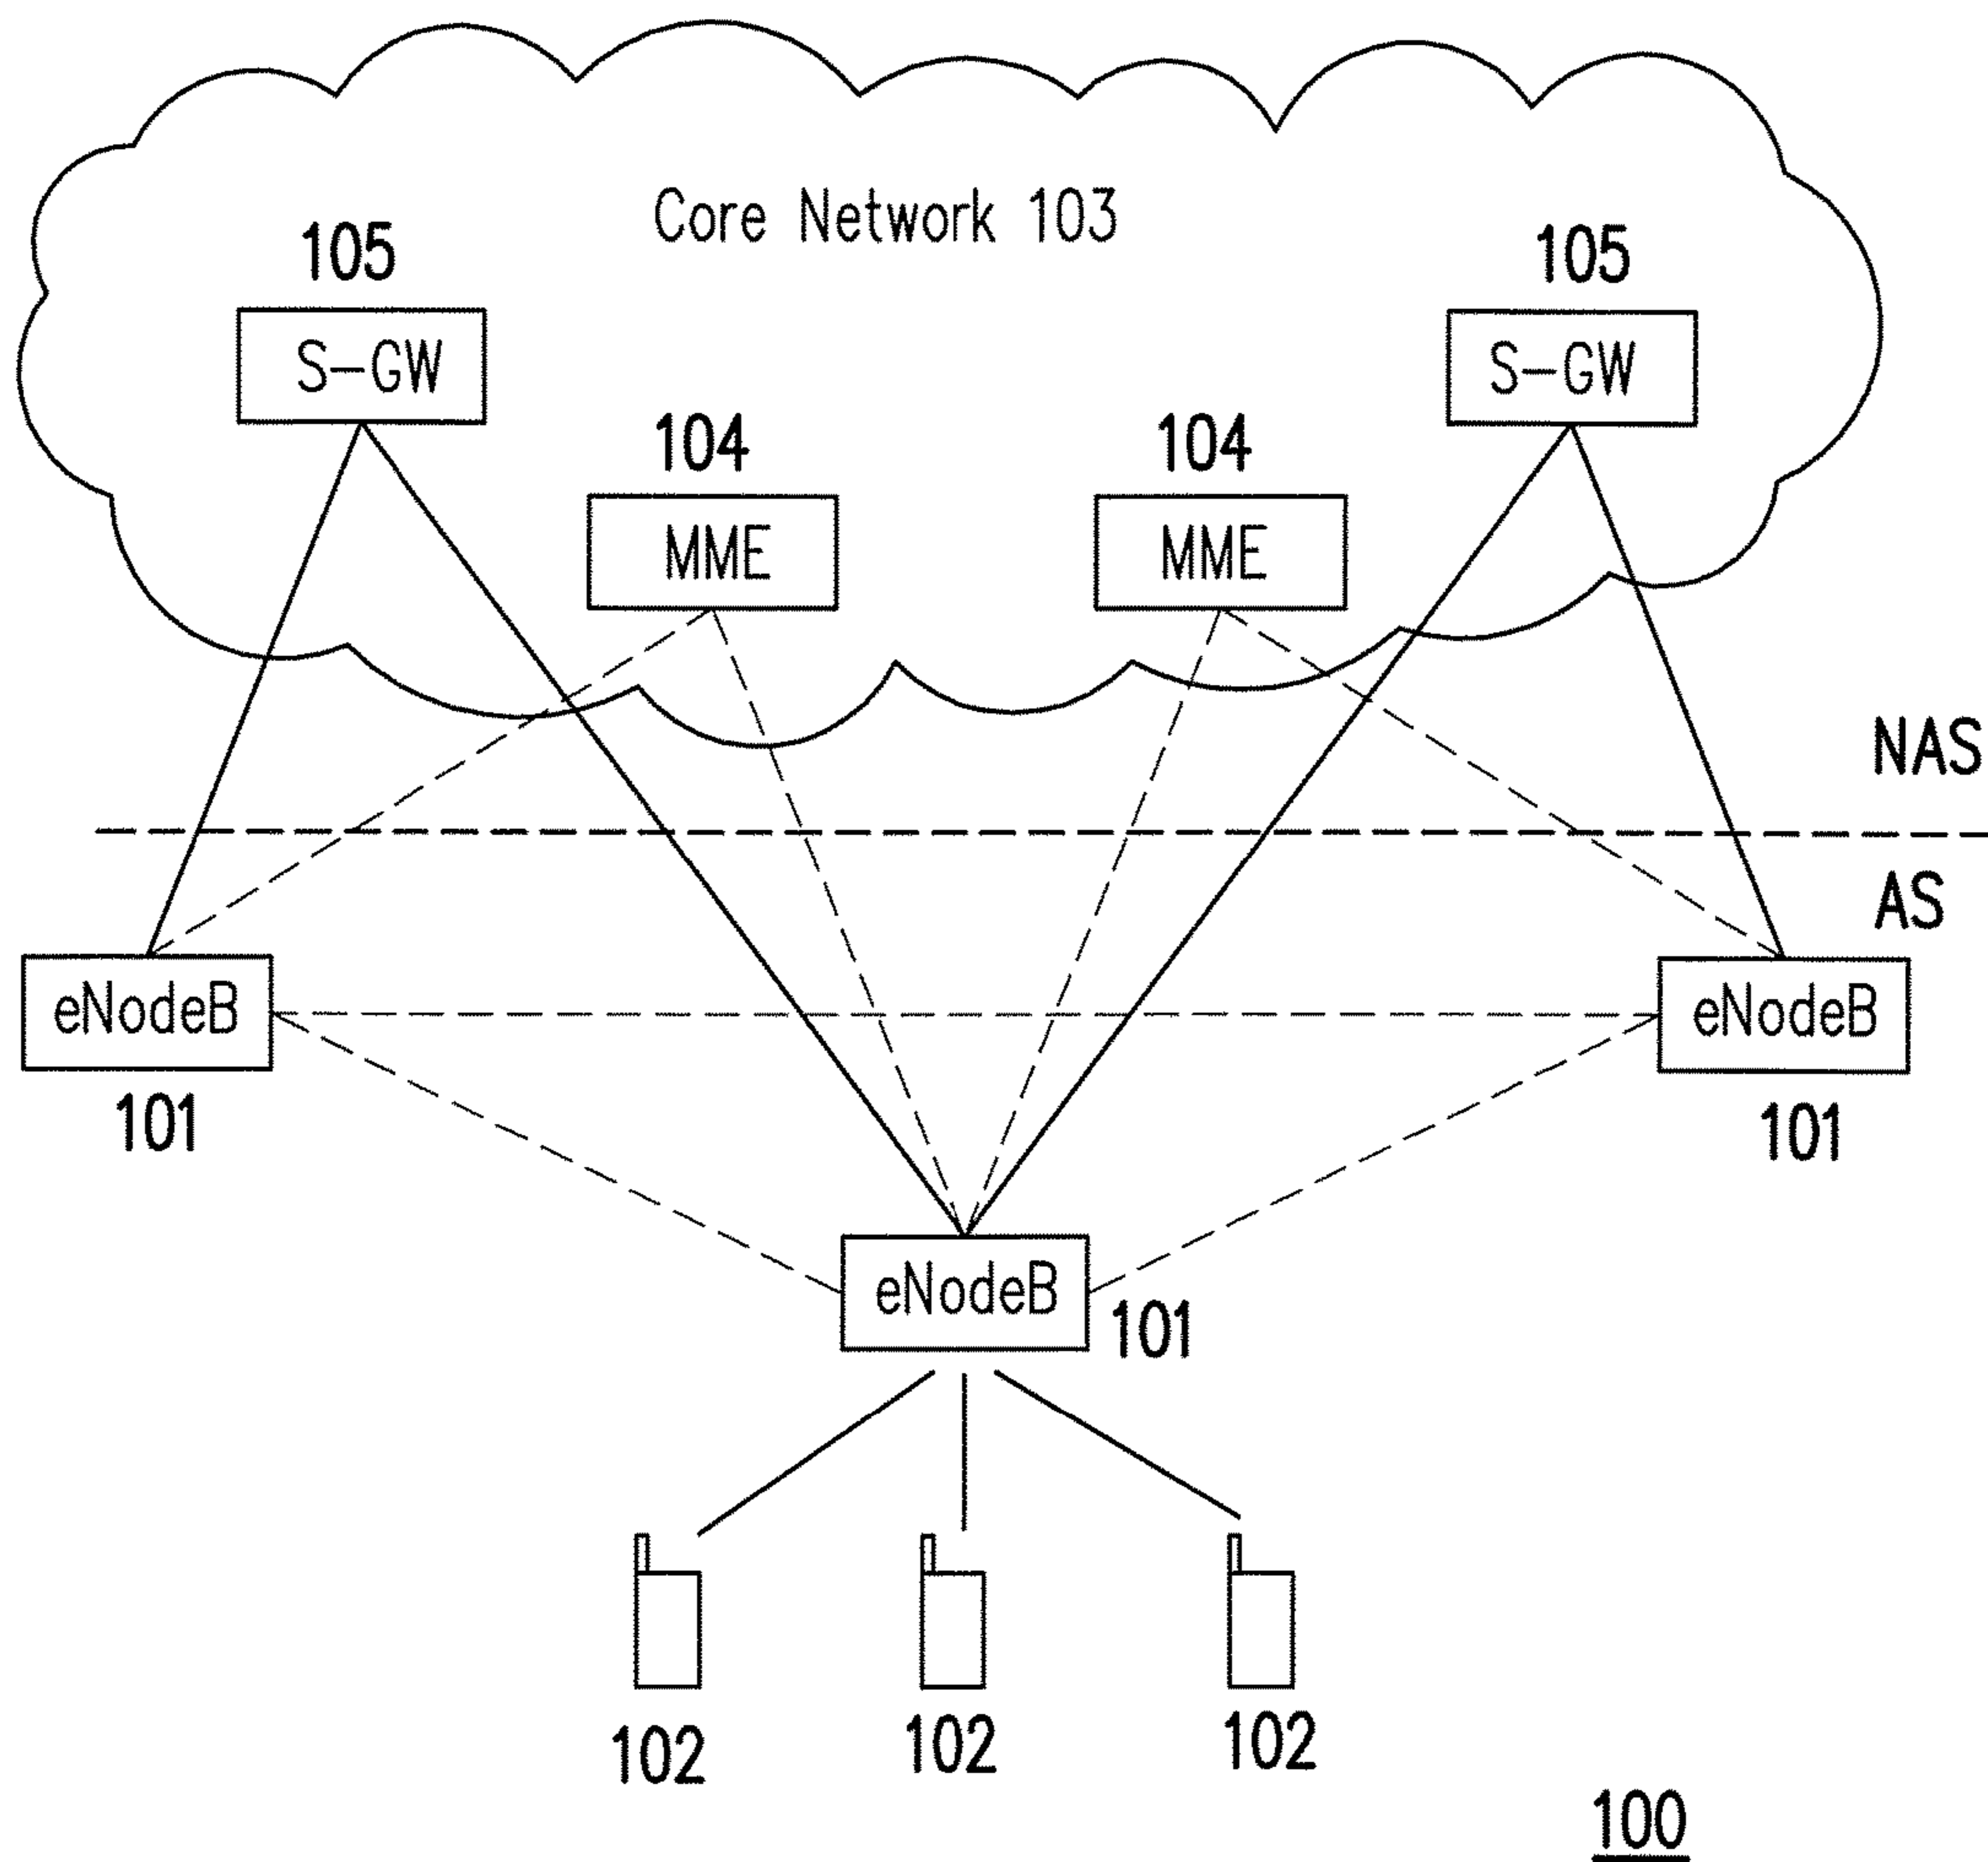 Core Network 103
105
105
S-GW
S-GW
104
104
MME
MME
NAS
AS
eNodeB
eNodeB
101
101
eNodeB
101
102
102
102
100